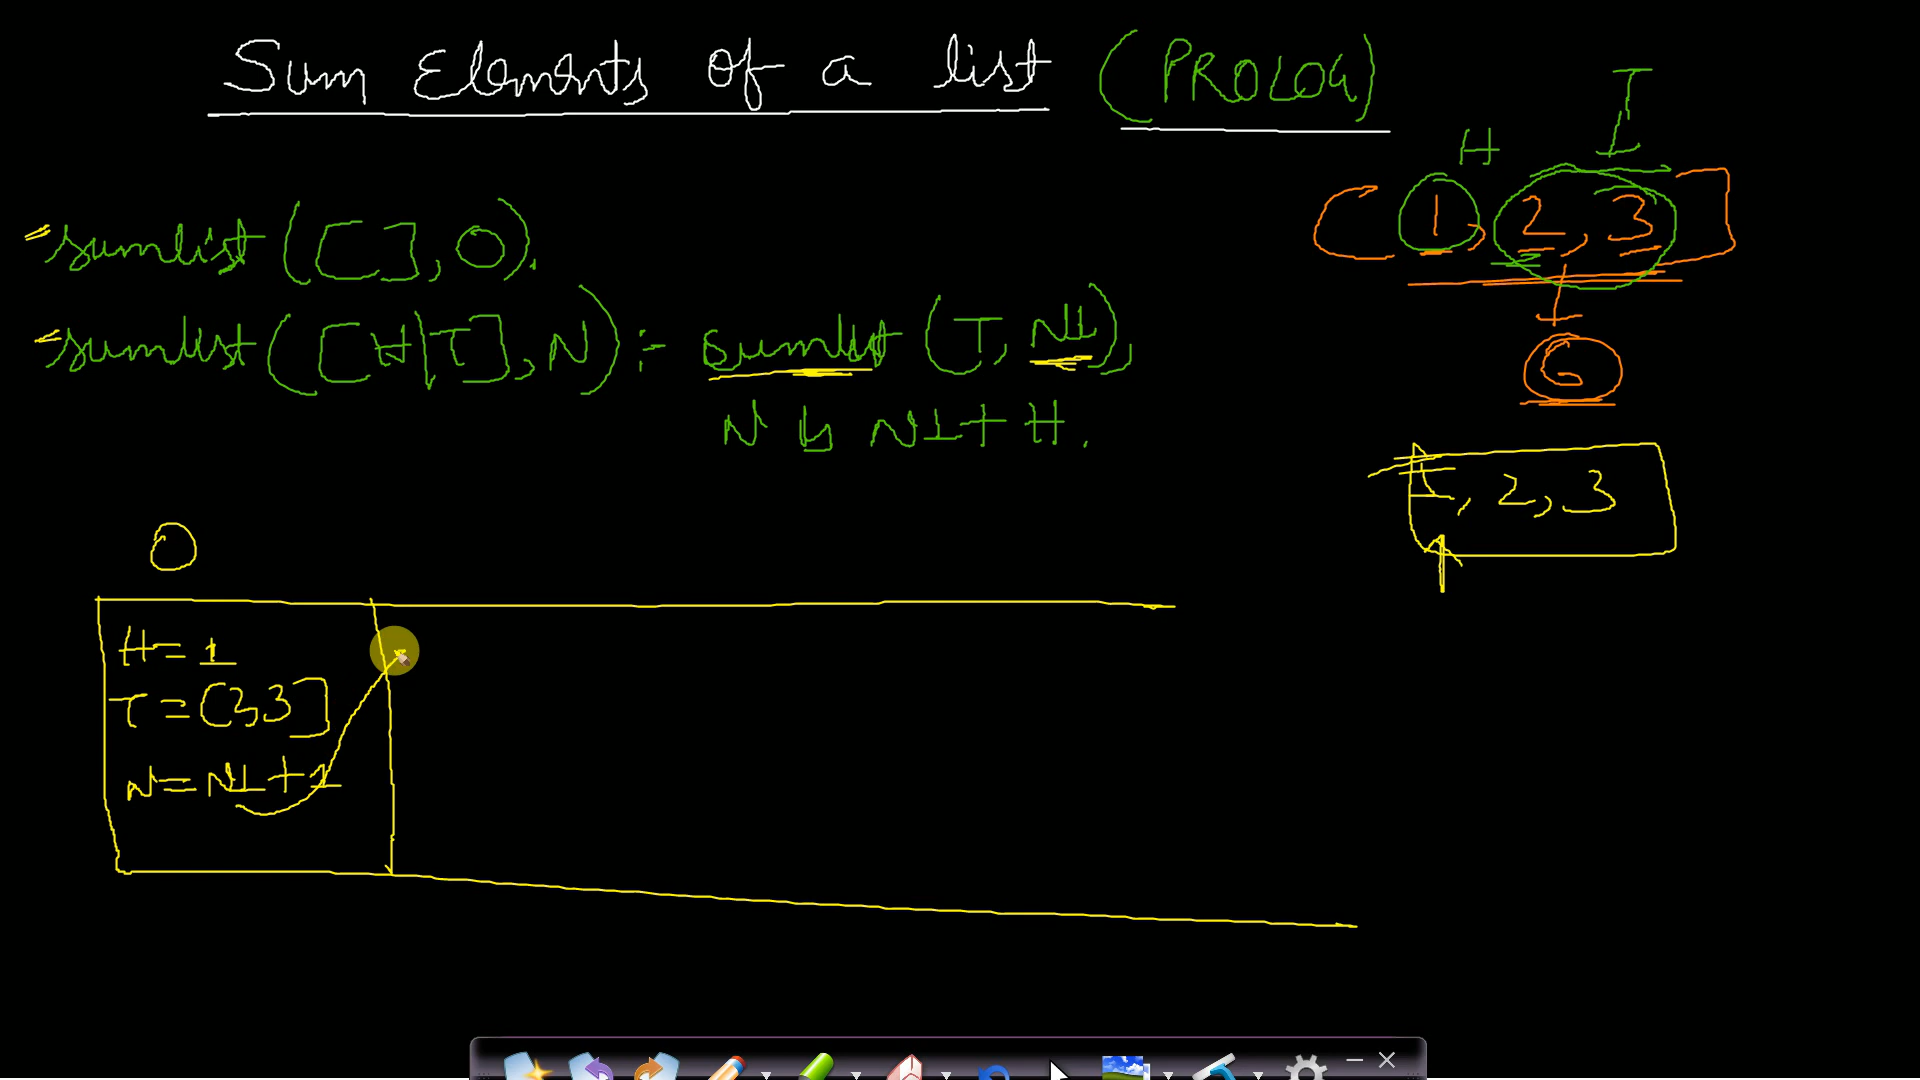 Sum Elements of a list (PROLOG)
T
H L
[1, 2, 3]
6
sumlist([], 0).
sumlist([H|T], N) :- sumlist(T, N1),
N is N1 + H.
1, 2, 3
0
H = 1
T = [2,3]
N = N1 + 1